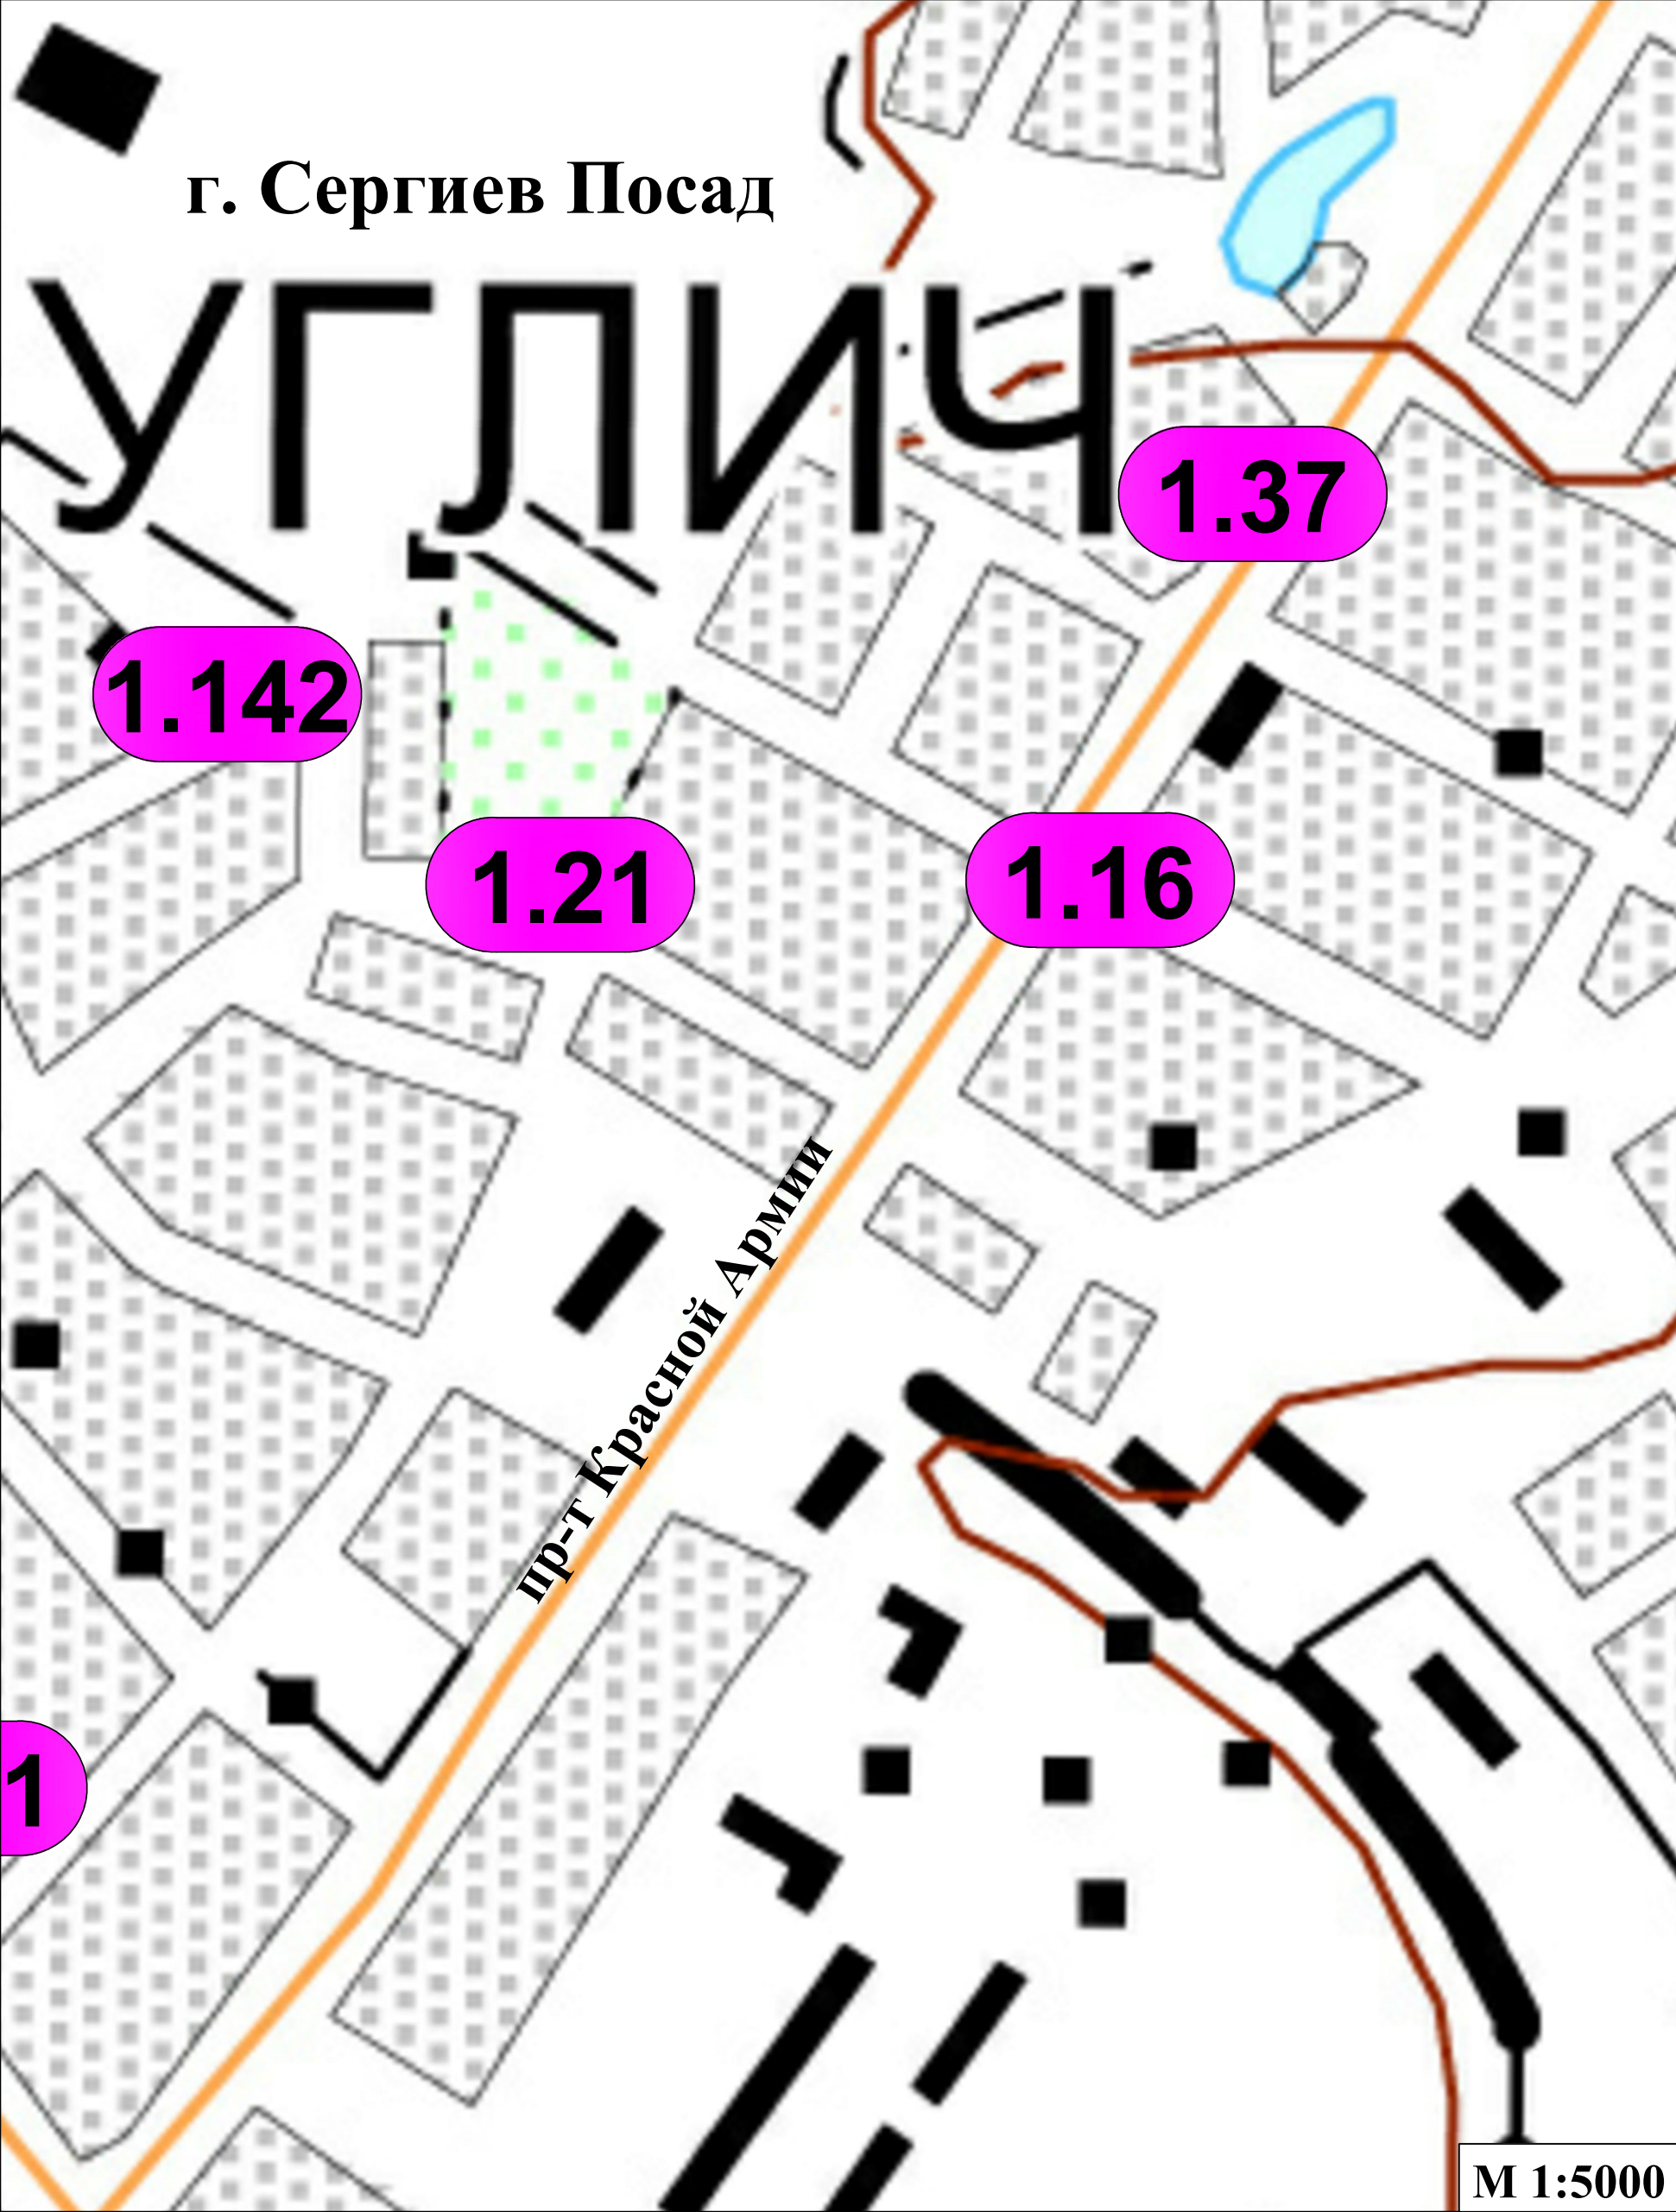 г. Сергиев Посад
УГЛИЧ
1.37
1.142
1.21
1.16
пр-т Красной Армии
1
М 1:5000